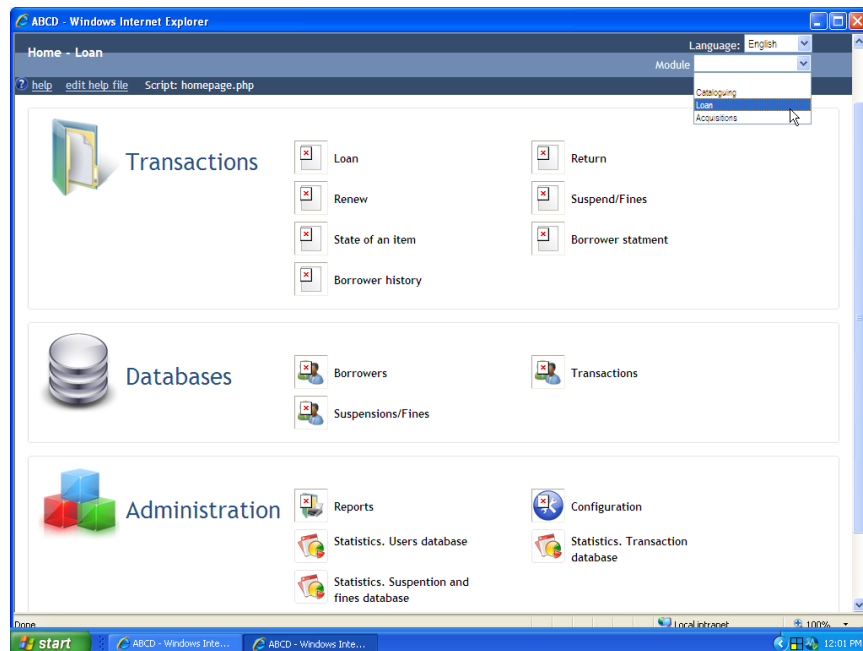 ABCD - Windows Internet Explorer
Home - Loan
Language: English
Module
help edit help file Script: homepage.php
Cataloguing
Loan
Acquisitions
Transactions
Loan
Return
Renew
Suspend/Fines
State of an item
Borrower statment
Borrower history
Databases
Borrowers
Transactions
Suspensions/Fines
Administration
Reports
Configuration
Statistics. Users database
Statistics. Transaction
database
Statistics. Suspention and
fines database
Done
Local intranet
100%
start
ABCD - Windows Inte...
ABCD - Windows Inte...
12:01 PM